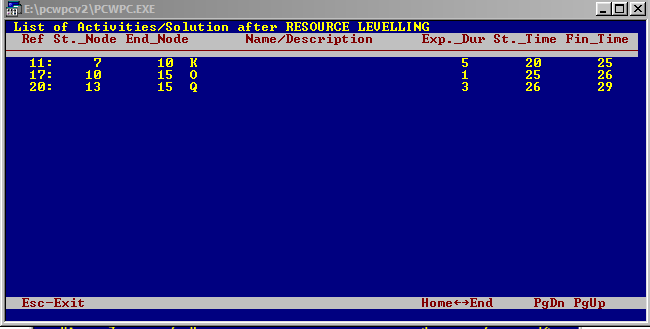 E:\pcwpcv2\PCWPC.EXE
List of Activities/Solution after RESOURCE LEVELLING
Ref St._Node End_Node Name/Description Exp._Dur St._Time Fin_Time
11: 7 10 K 5 20 25
17: 10 15 O 1 25 26
20: 13 15 Q 3 26 29
Esc-Exit Home↔End PgDn PgUp